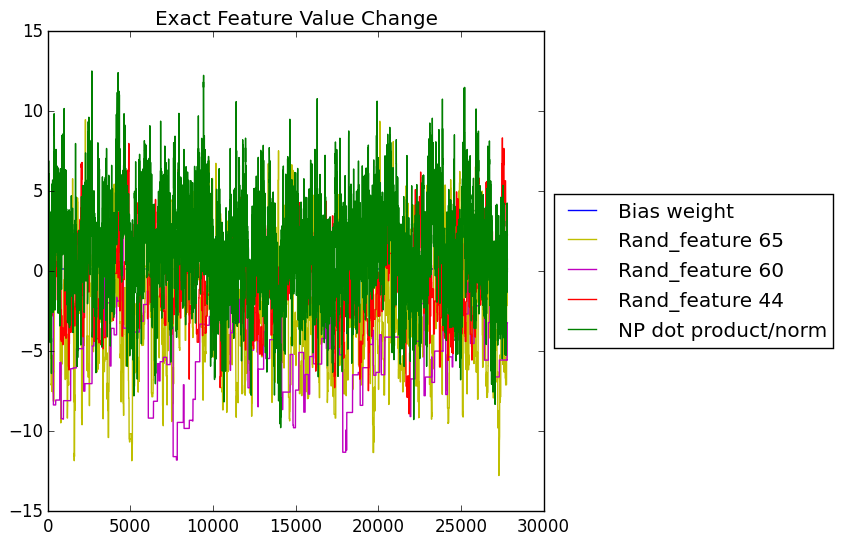 Exact Feature Value Change
15
10
5
0
−5
−10
−15
0 5000 10000 15000 20000 25000 30000
Bias weight
Rand_feature 65
Rand_feature 60
Rand_feature 44
NP dot product/norm